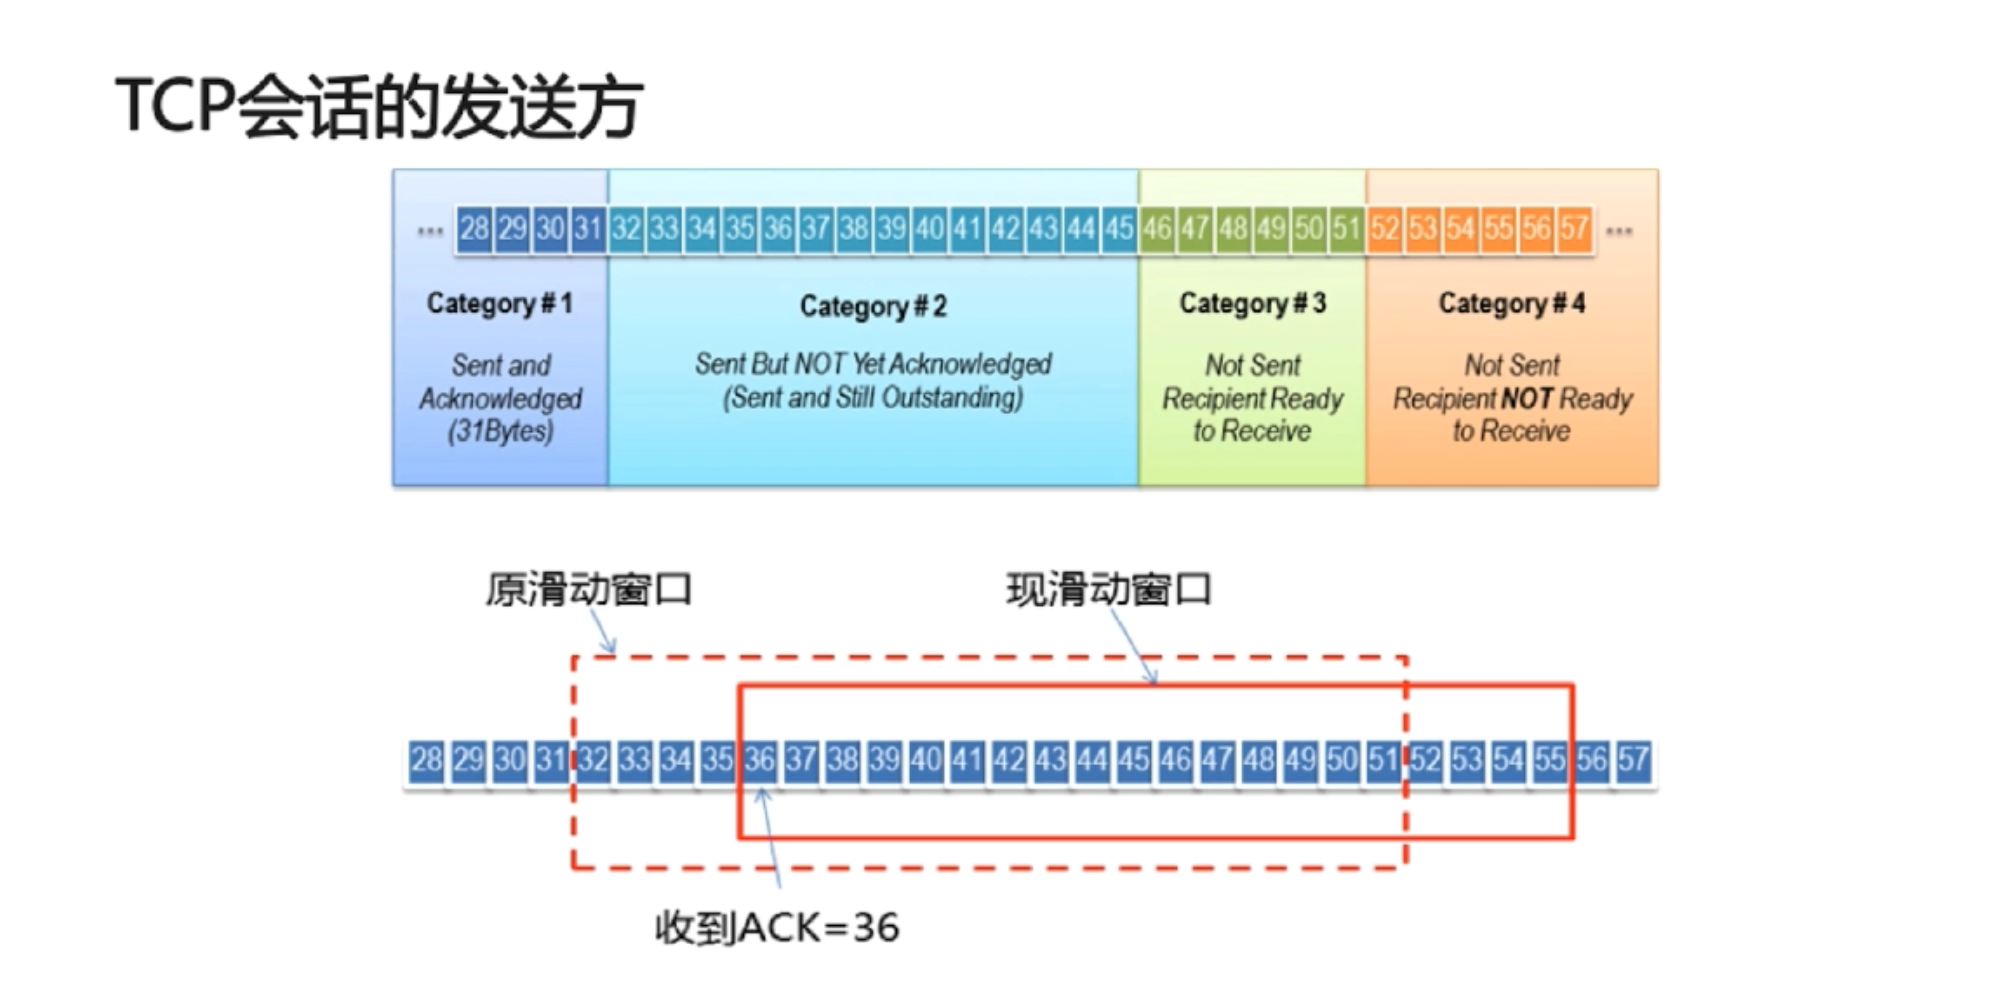 TCP会话的发送方
... 28 29 30 31 32 33 34 35 36 37 38 39 40 41 42 43 44 45 46 47 48 49 50 51 52 53 54 55 56 57 ...
Category # 1
Sent and
Acknowledged
(31Bytes)
Category # 2
Sent But NOT Yet Acknowledged
(Sent and Still Outstanding)
Category # 3
Not Sent
Recipient Ready
to Receive
Category # 4
Not Sent
Recipient NOT Ready
to Receive
原滑动窗口
现滑动窗口
28 29 30 31 32 33 34 35 36 37 38 39 40 41 42 43 44 45 46 47 48 49 50 51 52 53 54 55 56 57
收到ACK=36